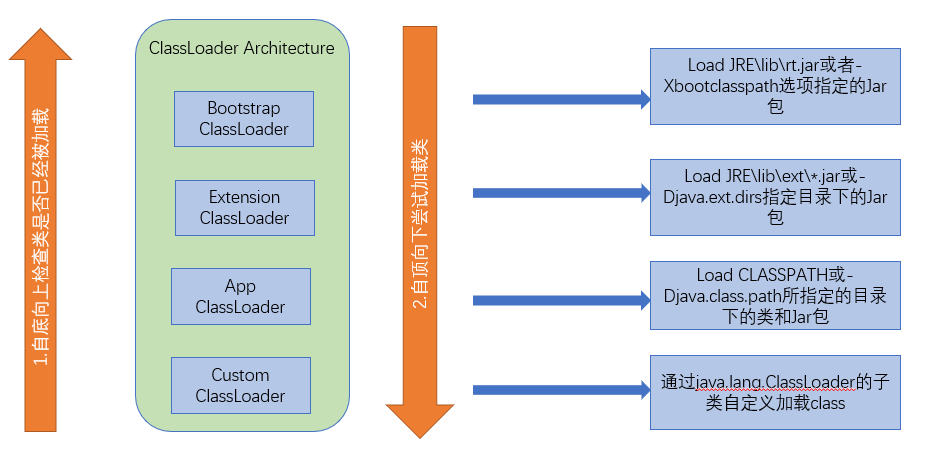 1.自底向上检查类是否已经被加载
ClassLoader Architecture
Bootstrap
ClassLoader
Extension
ClassLoader
App
ClassLoader
Custom
ClassLoader
2.自顶向下尝试加载类
Load JRE\lib\rt.jar或者-
Xbootclasspath选项指定的Jar
包
Load JRE\lib\ext\*.jar或-
Djava.ext.dirs指定目录下的Jar
包
Load CLASSPATH或-
Djava.class.path所指定的目录
下的类和Jar包
通过java.lang.ClassLoader的子
类自定义加载class